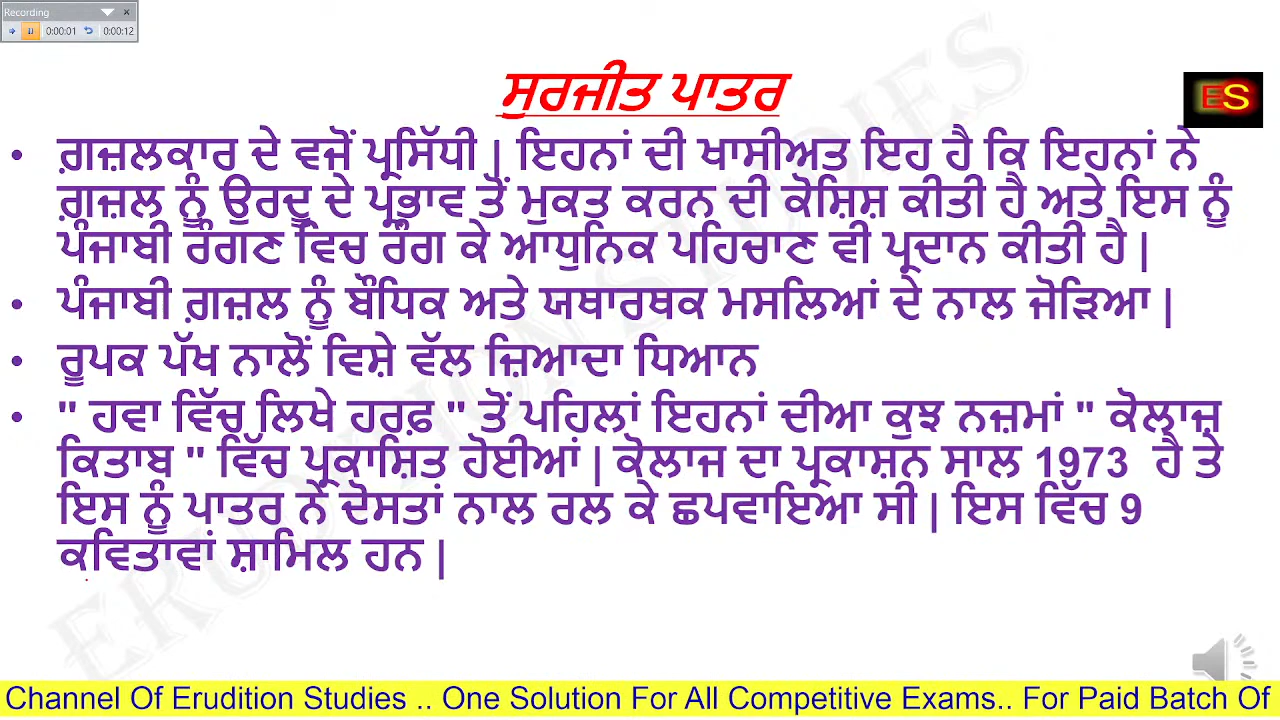 Recording
0:00:01 0:00:12
ਸੁਰਜੀਤ ਪਾਤਰ
ES
• ਗ਼ਜ਼ਲਕਾਰ ਦੇ ਵਜੋਂ ਪ੍ਰਸਿੱਧੀ | ਇਹਨਾਂ ਦੀ ਖਾਸੀਅਤ ਇਹ ਹੈ ਕਿ ਇਹਨਾਂ ਨੇ
ਗ਼ਜ਼ਲ ਨੂੰ ਉਰਦੂ ਦੇ ਪ੍ਰਭਾਵ ਤੋਂ ਮੁਕਤ ਕਰਨ ਦੀ ਕੋਸ਼ਿਸ਼ ਕੀਤੀ ਹੈ ਅਤੇ ਇਸ ਨੂੰ
ਪੰਜਾਬੀ ਰੰਗਣ ਵਿਚ ਰੰਗ ਕੇ ਆਧੁਨਿਕ ਪਹਿਚਾਣ ਵੀ ਪ੍ਰਦਾਨ ਕੀਤੀ ਹੈ |
• ਪੰਜਾਬੀ ਗ਼ਜ਼ਲ ਨੂੰ ਬੌਧਿਕ ਅਤੇ ਯਥਾਰਥਕ ਮਸਲਿਆਂ ਦੇ ਨਾਲ ਜੋੜਿਆ |
• ਰੂਪਕ ਪੱਖ ਨਾਲੋਂ ਵਿਸ਼ੇ ਵੱਲ ਜ਼ਿਆਦਾ ਧਿਆਨ
• " ਹਵਾ ਵਿੱਚ ਲਿਖੇ ਹਰਫ਼ " ਤੋਂ ਪਹਿਲਾਂ ਇਹਨਾਂ ਦੀਆ ਕੁਝ ਨਜ਼ਮਾਂ " ਕੋਲਾਜ਼
ਕਿਤਾਬ " ਵਿੱਚ ਪ੍ਰਕਾਸ਼ਿਤ ਹੋਈਆਂ | ਕੋਲਾਜ ਦਾ ਪ੍ਰਕਾਸ਼ਨ ਸਾਲ 1973 ਹੈ ਤੇ
ਇਸ ਨੂੰ ਪਾਤਰ ਨੇ ਦੋਸਤਾਂ ਨਾਲ ਰਲ ਕੇ ਛਪਵਾਇਆ ਸੀ | ਇਸ ਵਿੱਚ 9
ਕਵਿਤਾਵਾਂ ਸ਼ਾਮਿਲ ਹਨ |
ERUDITION STUDIES
Channel Of Erudition Studies .. One Solution For All Competitive Exams.. For Paid Batch Of